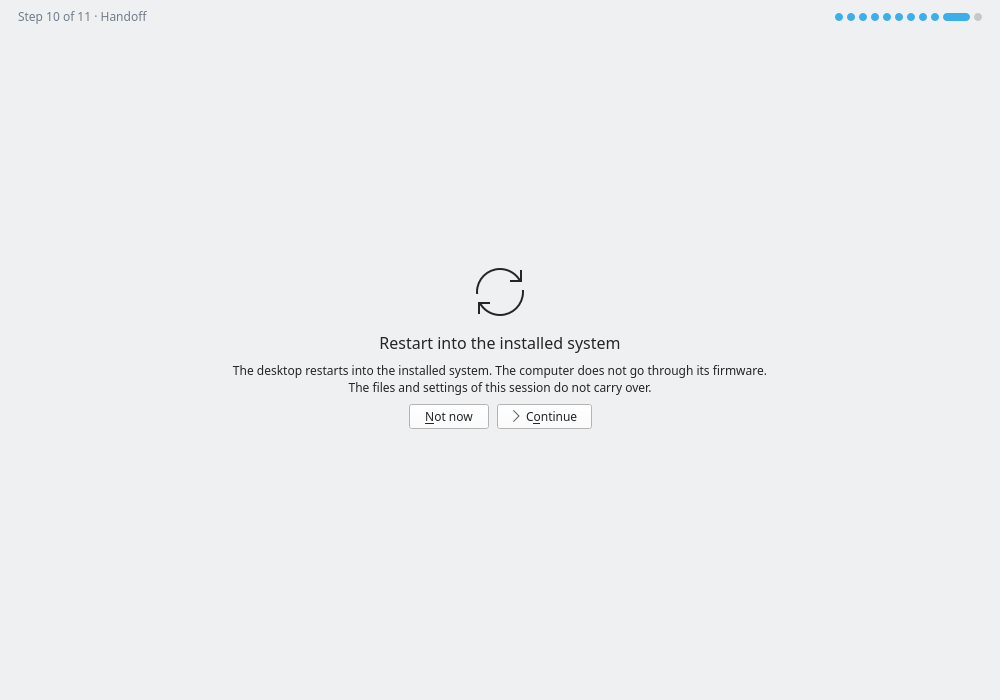 Step 10 of 11 · Handoff
Restart into the installed system
The desktop restarts into the installed system. The computer does not go through its firmware.
The files and settings of this session do not carry over.
Not now
Continue